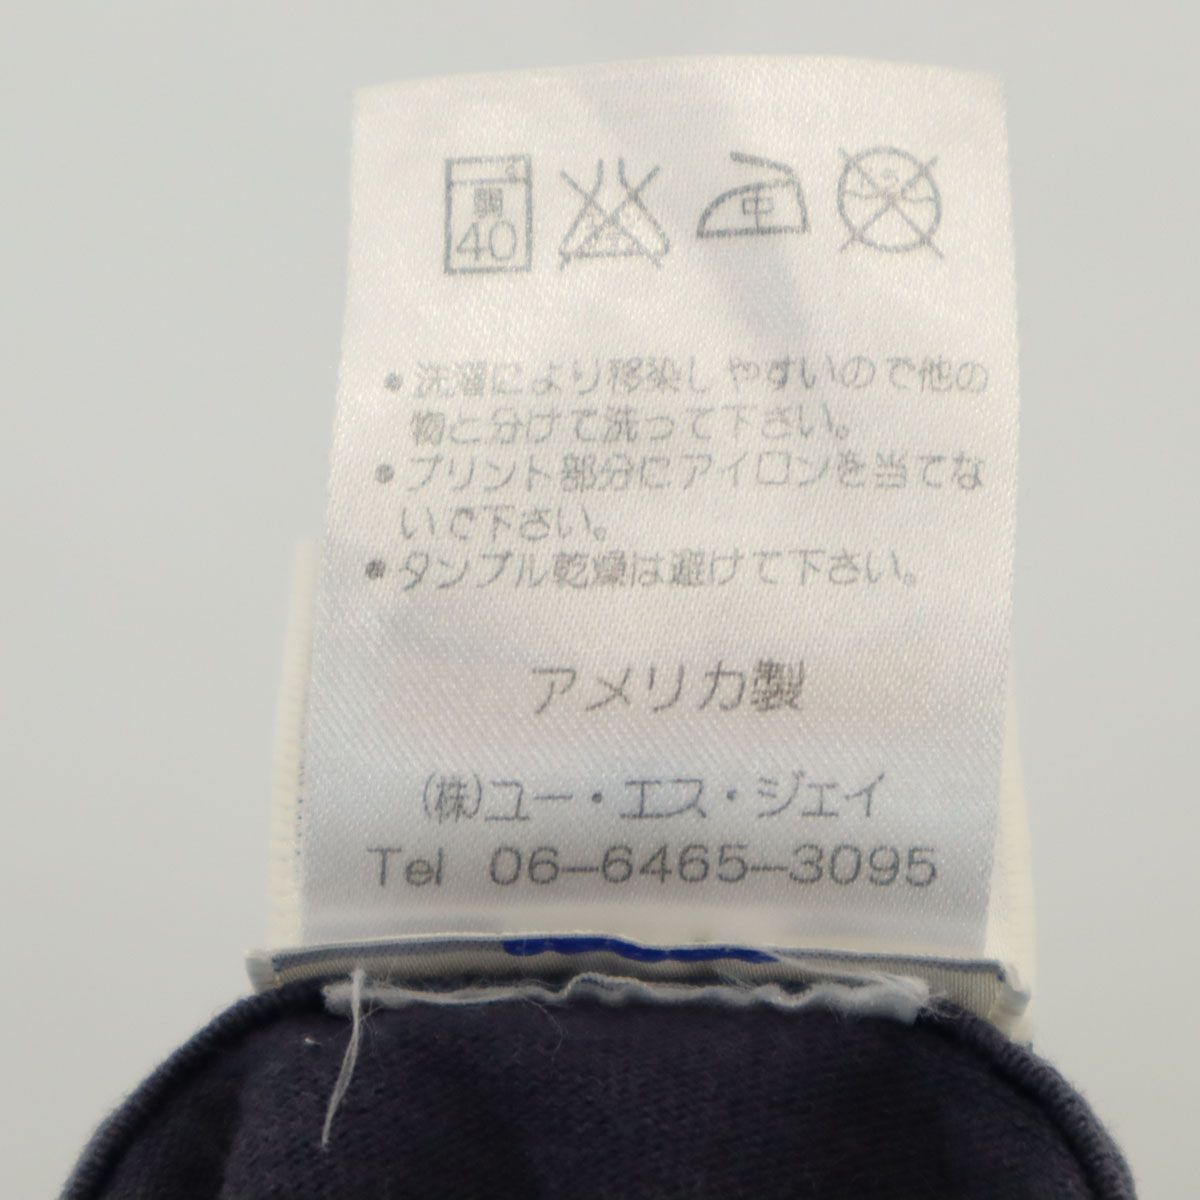 40
中
・洗濯により移染しやすいので他の
物と分けて洗って下さい。
・プリント部分にアイロンを当てな
いで下さい。
・タンブル乾燥は避けて下さい。
アメリカ製
(株)ユー・エス・ジェイ
Tel 06-6465-3095